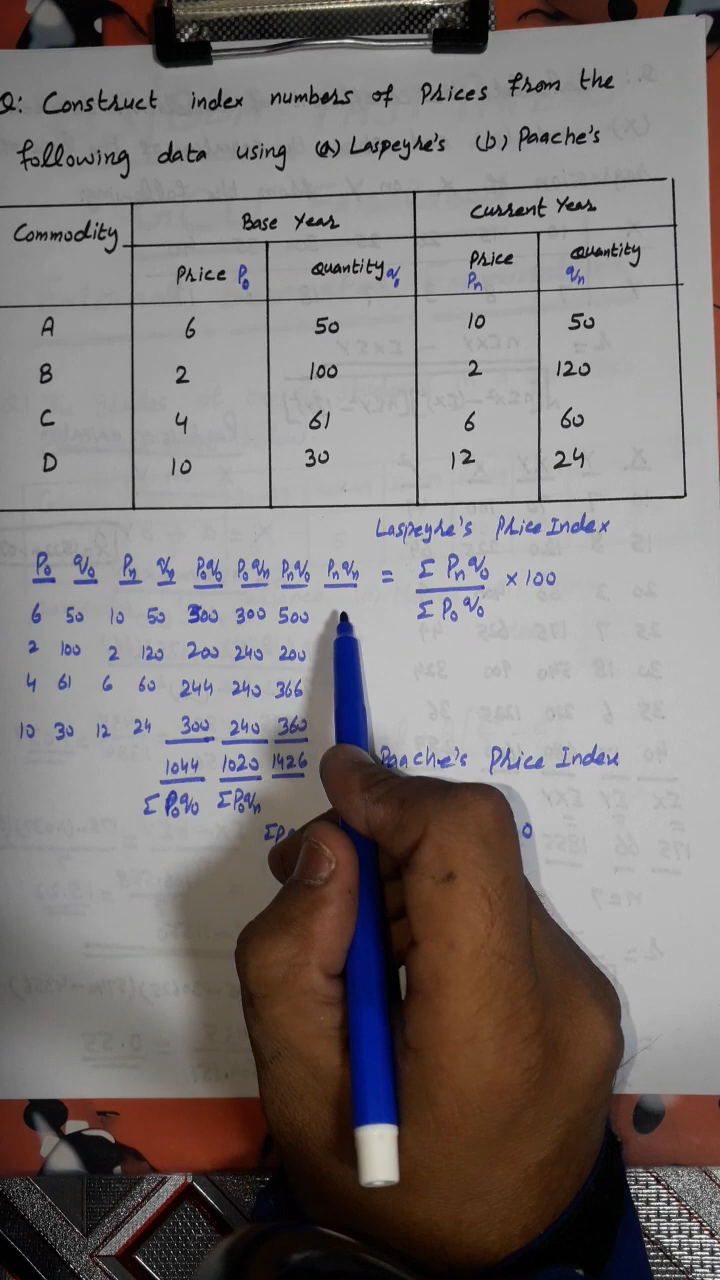 Q: Construct index numbers of Prices from the
following data using (a) Laspeyre's (b) Paache's
Commodity Base Year Current Year
Price P₀ Quantity q₀ Price Pₙ Quantity qₙ
A 6 50 10 50
B 2 100 2 120
C 4 61 6 60
D 10 30 12 24
Laspeyre's Price Index
P₀ q₀ Pₙ qₙ P₀q₀ P₀qₙ Pₙq₀ Pₙqₙ = Σ Pₙq₀ / Σ P₀q₀ × 100
6 50 10 50 300 300 500
2 100 2 120 200 240 200
4 61 6 60 244 240 366
10 30 12 24 300 240 360
1044 1020 1426
Paache's Price Index
ΣP₀q₀ ΣP₀qₙ